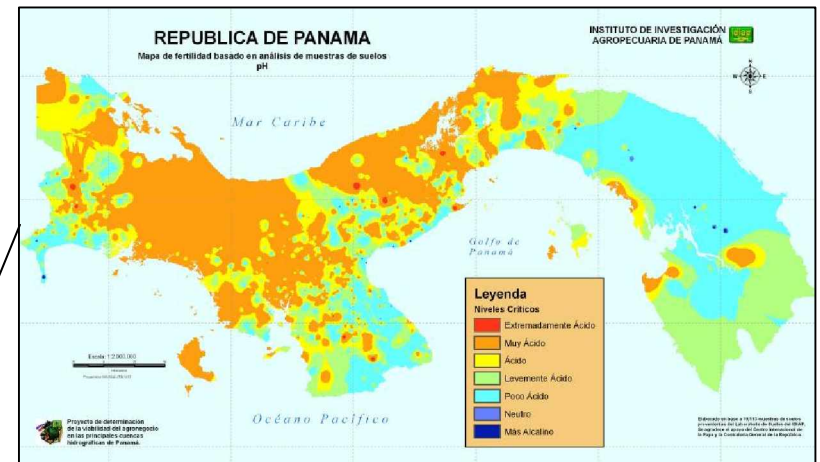 REPUBLICA DE PANAMA
Mapa de fertilidad basado en análisis de muestras de suelos
pH
INSTITUTO DE INVESTIGACIÓN
AGROPECUARIA DE PANAMÁ
Mar Caribe
Golfo de
Panamá
Océano Pacífico
Leyenda
Niveles Críticos
Extremadamente Ácido
Muy Ácido
Ácido
Levemente Ácido
Poco Ácido
Neutro
Más Alcalino
Escala 1:2.000.000
Proyecto de determinación
de la viabilidad del agronegocio
en las principales cuencas
hidrográficas de Panamá.